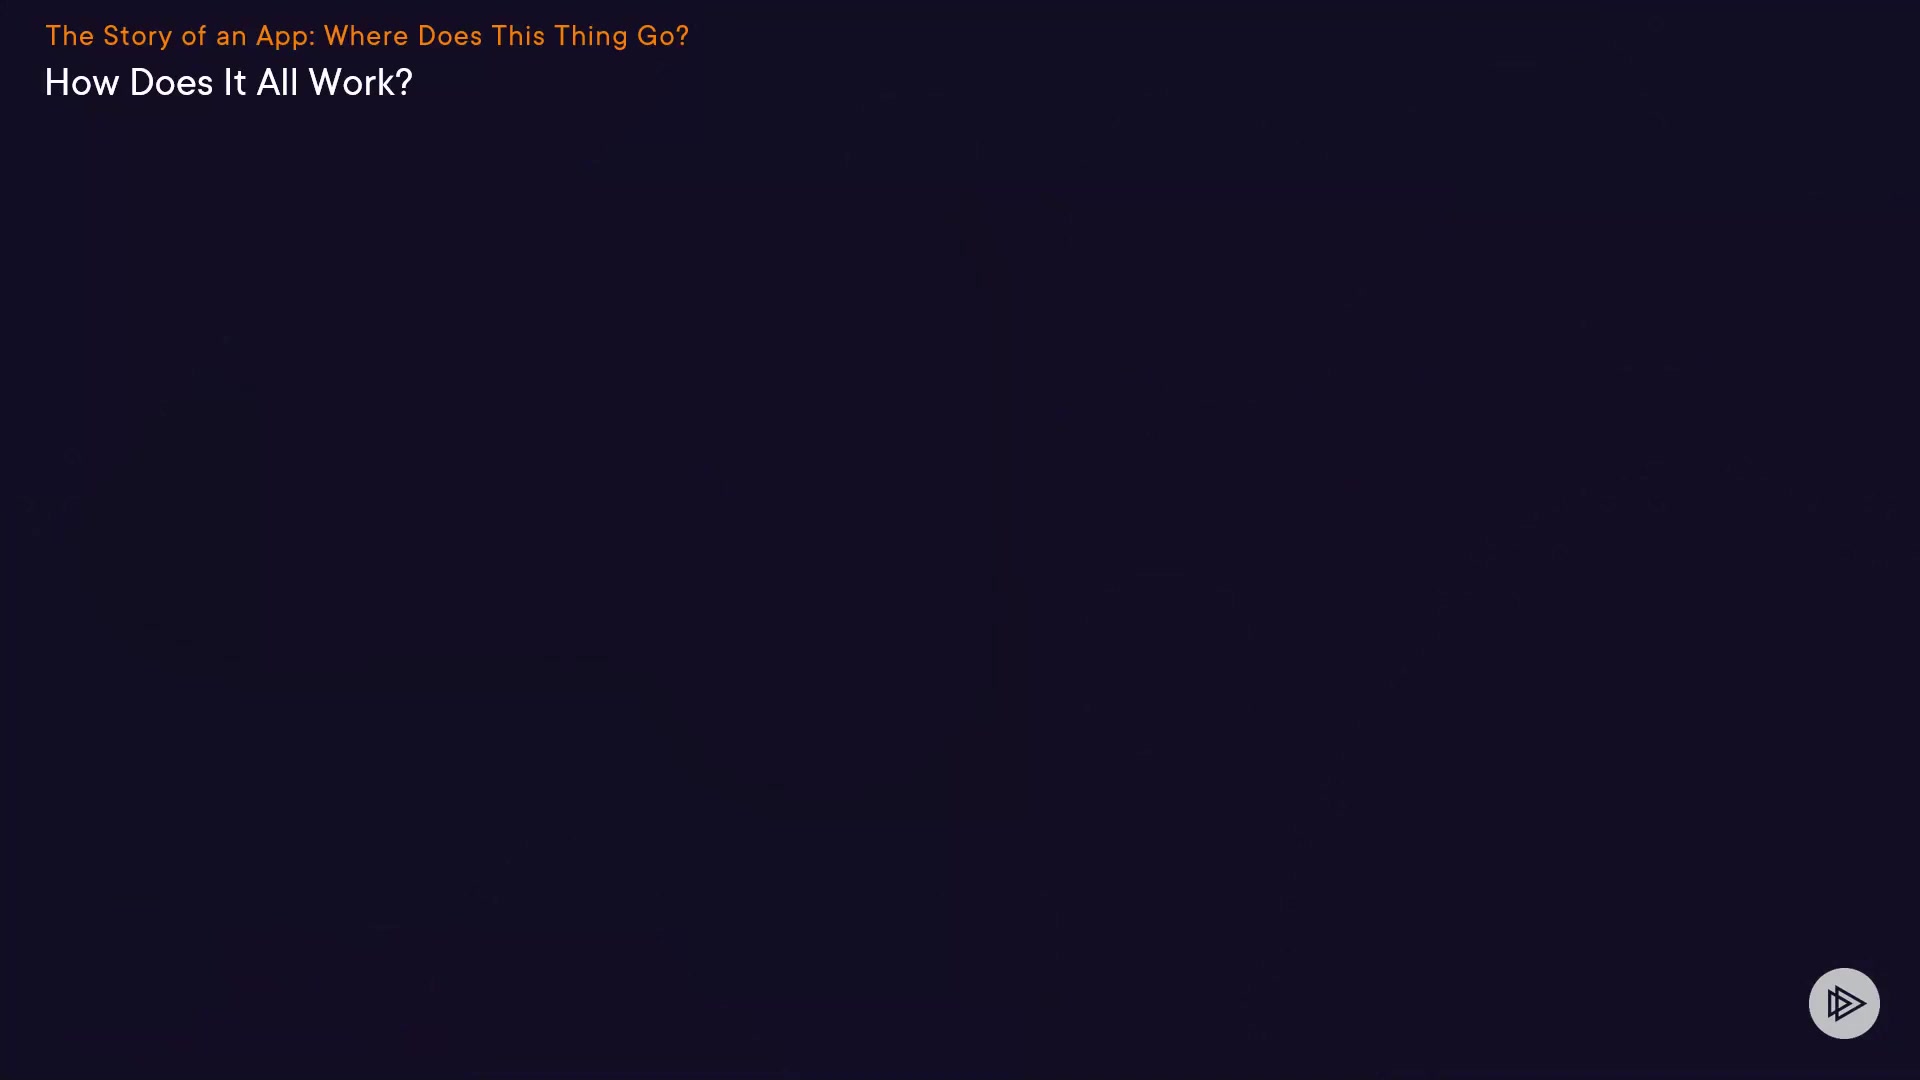 The Story of an App: Where Does This Thing Go?
How Does It All Work?